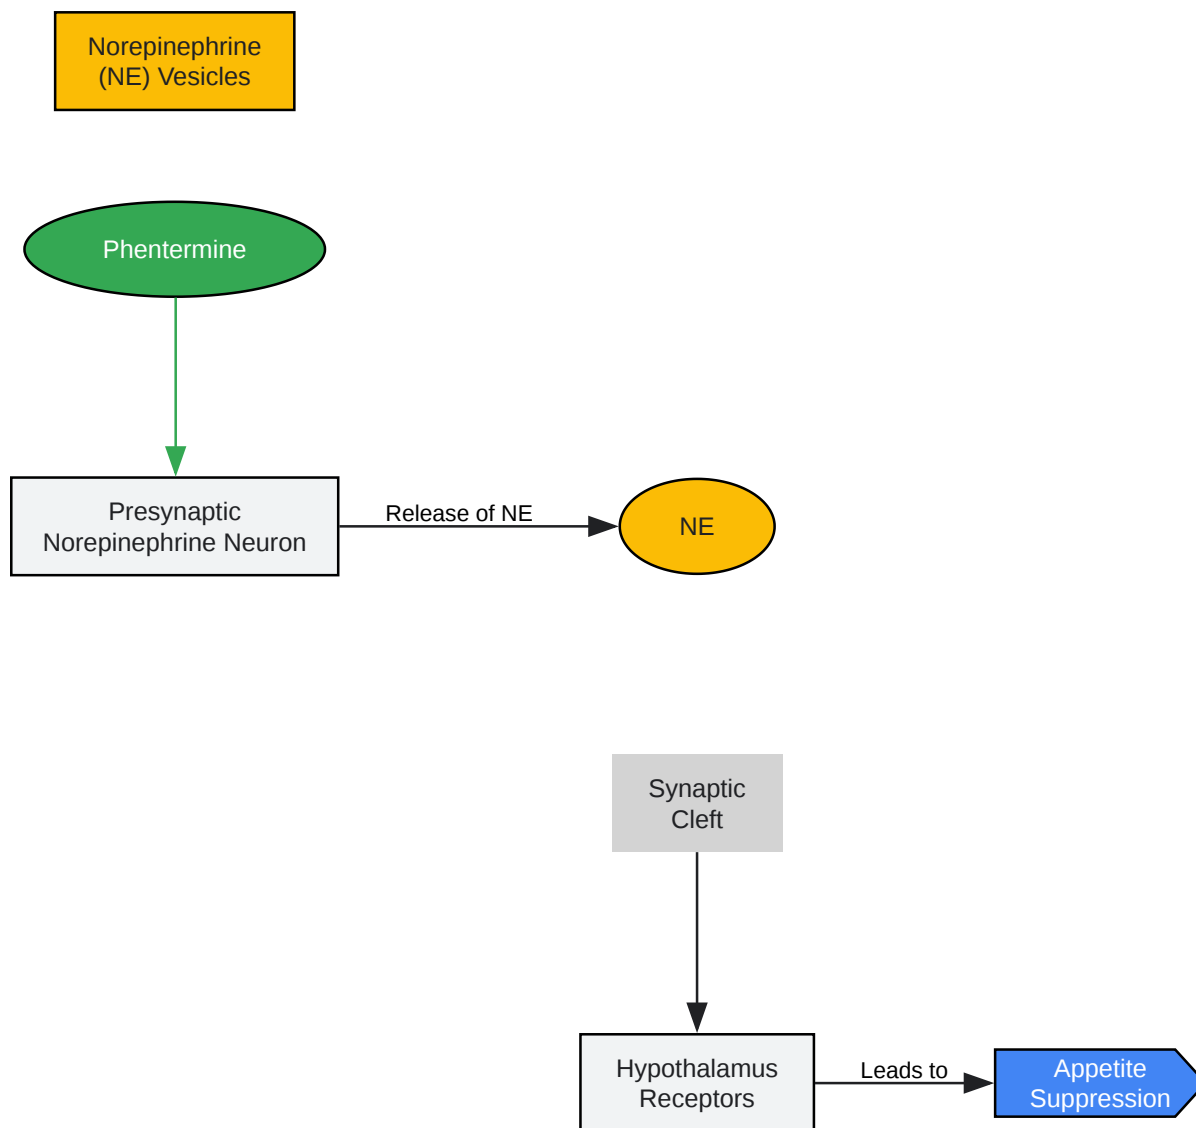 Norepinephrine
(NE) Vesicles
Phentermine
Presynaptic
Norepinephrine Neuron
Release of NE
NE
Synaptic
Cleft
Hypothalamus
Receptors
Leads to
Appetite
Suppression